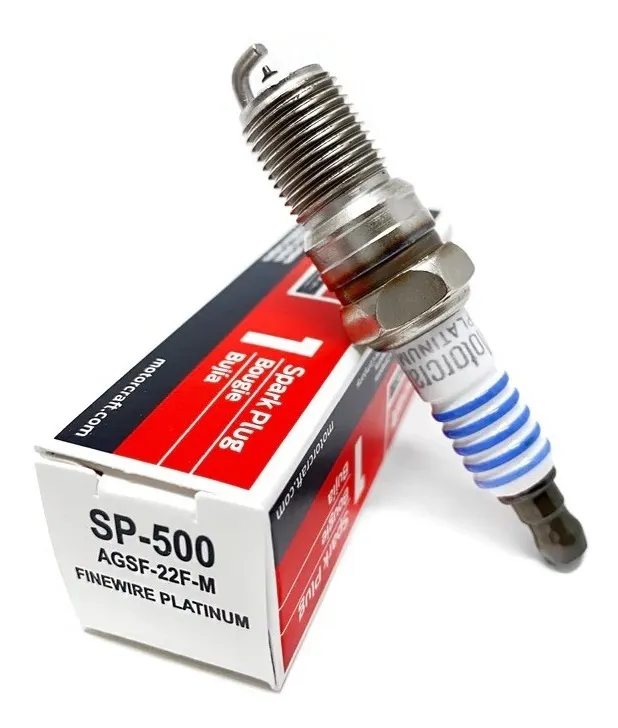 motorcraft.com
1
Spark Plug
Bougie
Bujía
motorcraft.com
1
Spark Plug
Bougie
Bujía
SP-500
AGSF-22F-M
FINEWIRE PLATINUM
PLATINUM